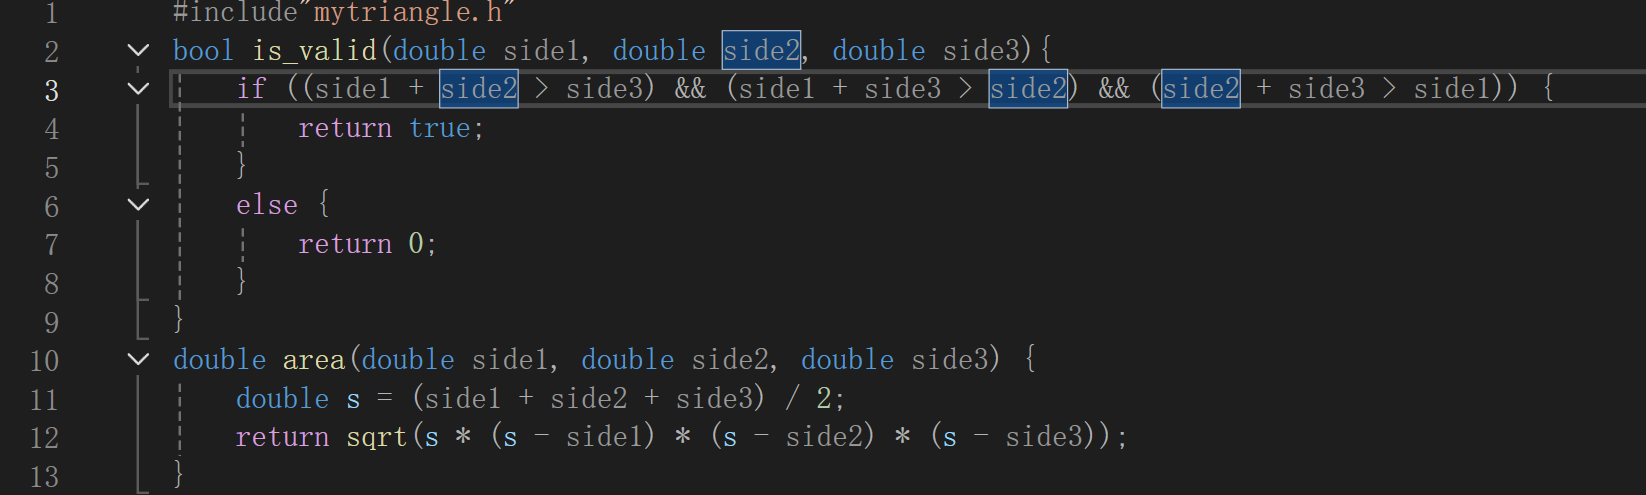 1 #include"mytriangle.h"
2 bool is_valid(double side1, double side2, double side3){
3 if ((side1 + side2 > side3) && (side1 + side3 > side2) && (side2 + side3 > side1)) {
4 return true;
5 }
6 else {
7 return 0;
8 }
9 }
10 double area(double side1, double side2, double side3) {
11 double s = (side1 + side2 + side3) / 2;
12 return sqrt(s * (s - side1) * (s - side2) * (s - side3));
13 }